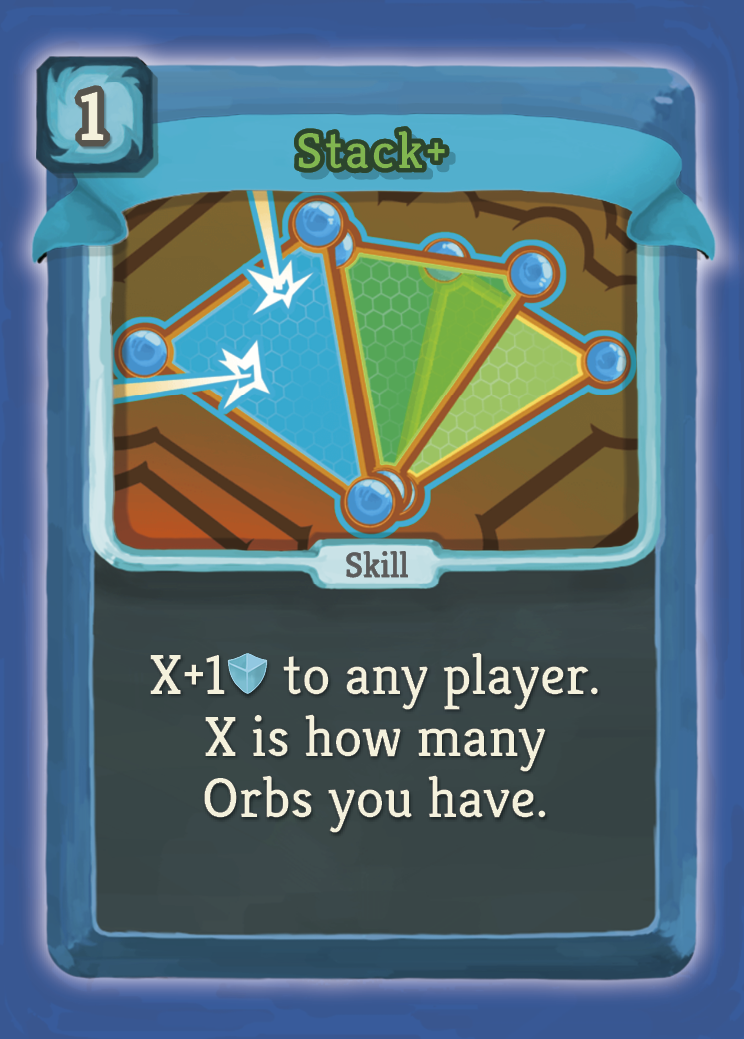 1
Stack+
Skill
X+1 to any player.
X is how many
Orbs you have.